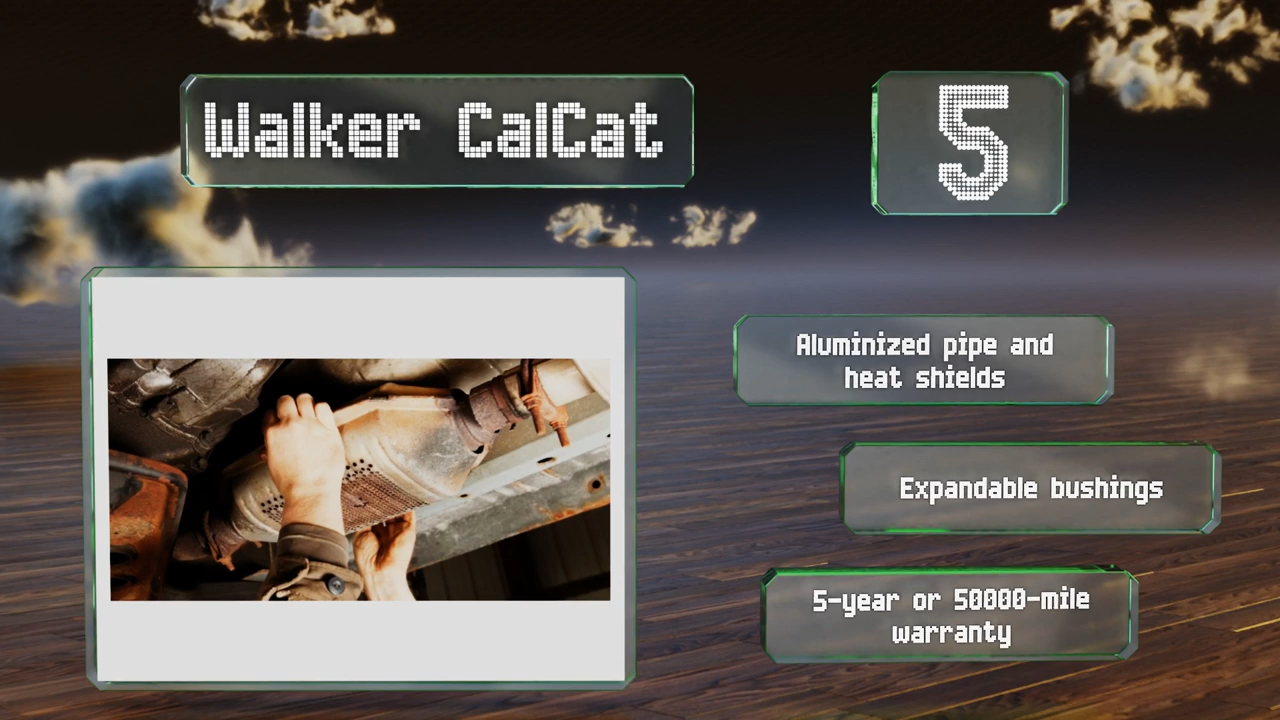 Walker CalCat
5
Aluminized pipe and
heat shields
Expandable bushings
5-year or 50000-mile
warranty